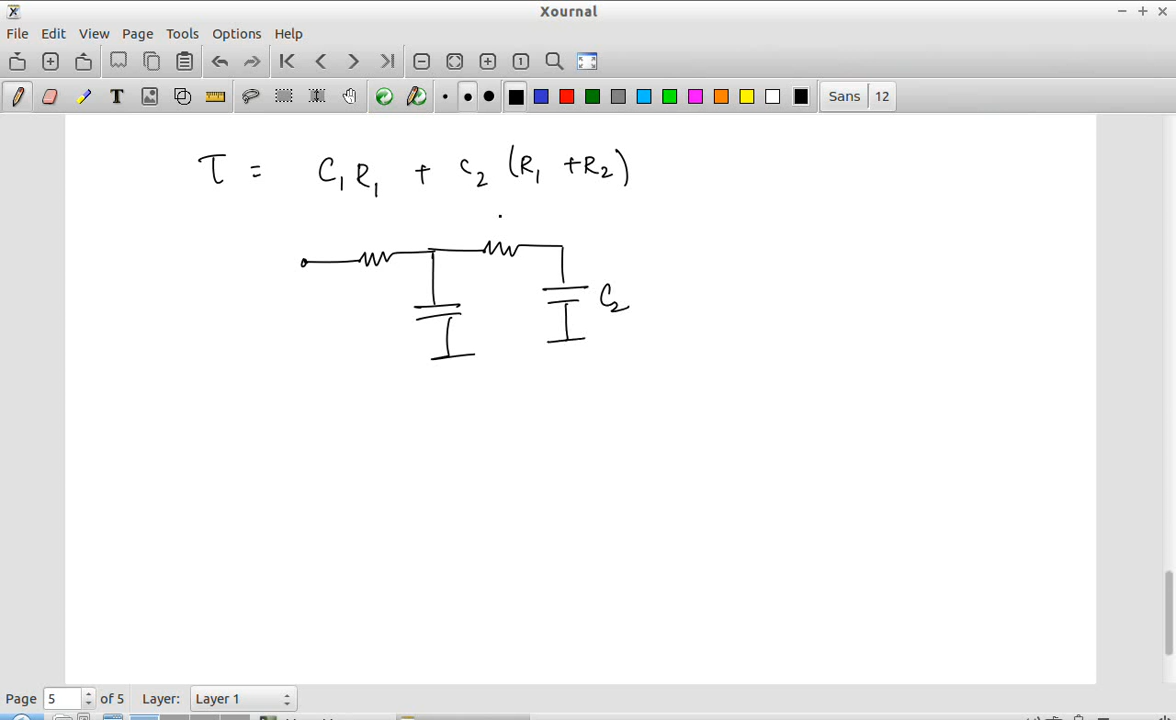 Xournal
File Edit View Page Tools Options Help
Sans 12
τ = C₁R₁ + C₂ (R₁ + R₂)
C₂
Page 5 of 5 Layer: Layer 1